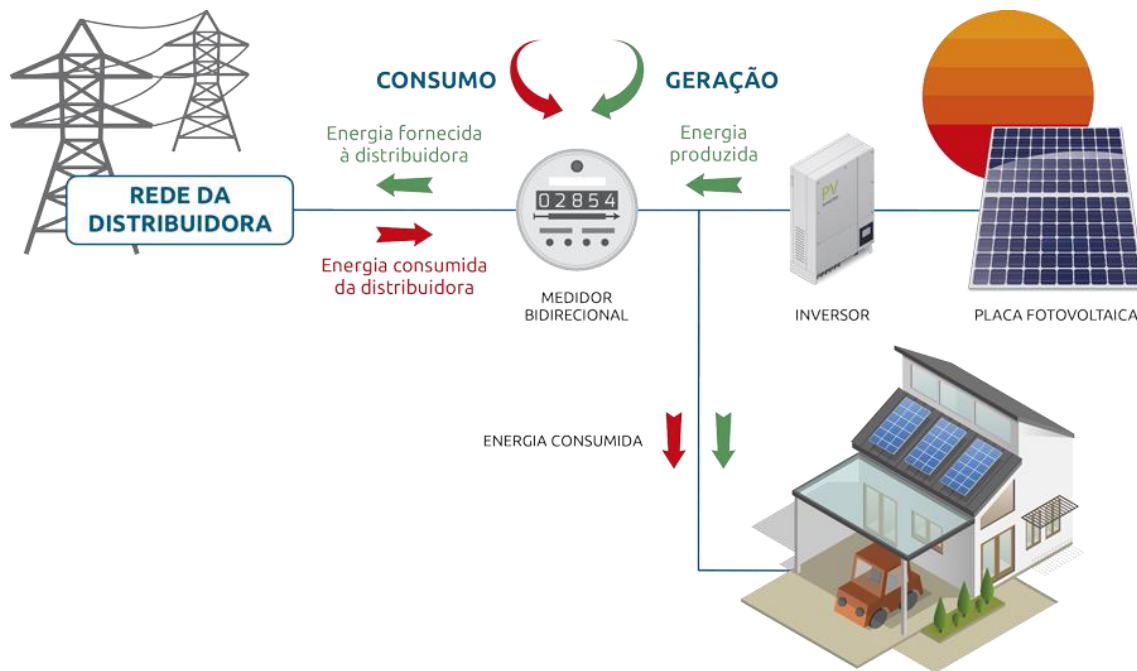 CONSUMO
GERAÇÃO
Energia fornecida
à distribuidora
Energia
produzida
REDE DA
DISTRIBUIDORA
02854
PV
Energia consumida
da distribuidora
MEDIDOR
BIDIRECIONAL
INVERSOR
PLACA FOTOVOLTAICA
ENERGIA CONSUMIDA